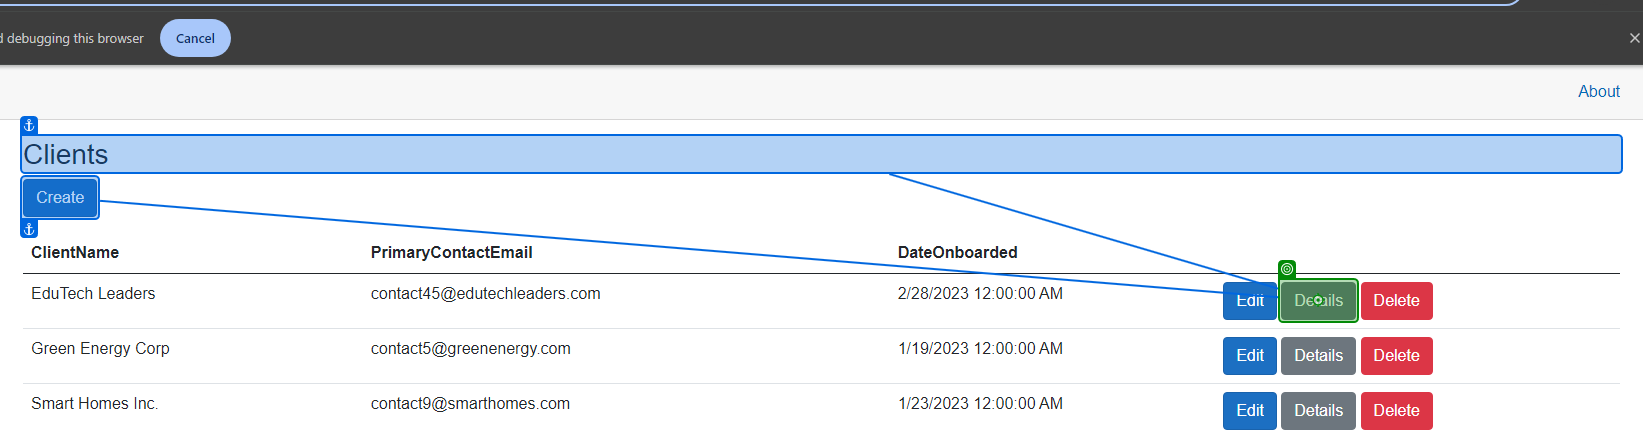 d debugging this browser Cancel
About
Clients
Create
ClientName PrimaryContactEmail DateOnboarded
EduTech Leaders contact45@edutechleaders.com 2/28/2023 12:00:00 AM Edit Details Delete
Green Energy Corp contact5@greenenergy.com 1/19/2023 12:00:00 AM Edit Details Delete
Smart Homes Inc. contact9@smarthomes.com 1/23/2023 12:00:00 AM Edit Details Delete